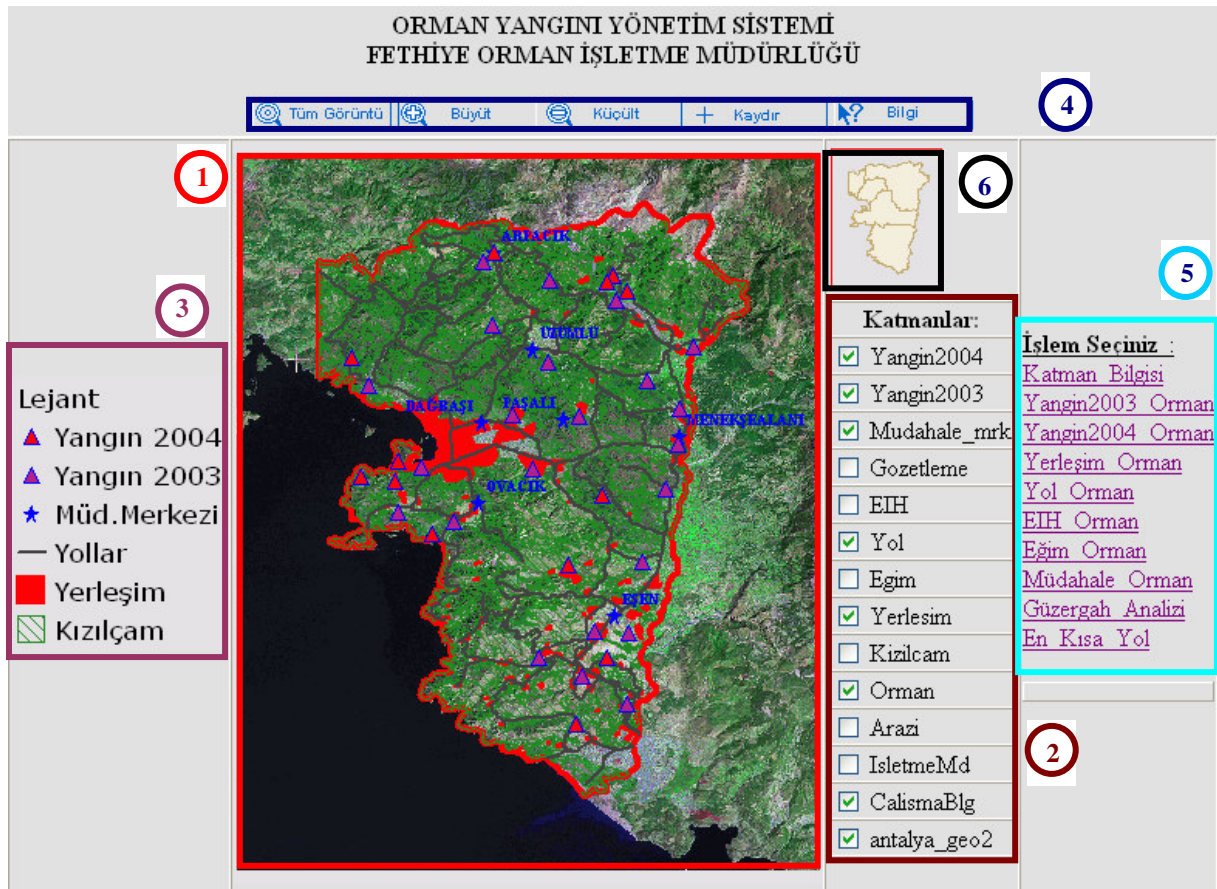 ORMAN YANGINI YÖNETİM SİSTEMİ
FETHİYE ORMAN İŞLETME MÜDÜRLÜĞÜ
Tüm Görüntü Büyüt Küçült Kaydır Bilgi
4
1
6
5
3
2
Lejant
Yangın 2004
Yangın 2003
Müd.Merkezi
Yollar
Yerleşim
Kızılçam
ARPACIK
ÜZÜMLÜ
DAĞBAŞI
PAŞALI
MENEKŞEALANI
OVACIK
EŞEN
Katmanlar:
Yangin2004
Yangin2003
Mudahale_mrk
Gozetleme
EIH
Yol
Egim
Yerlesim
Kizilcam
Orman
Arazi
IsletmeMd
CalismaBlg
antalya_geo2
İşlem Seçiniz :
Katman Bilgisi
Yangin2003 Orman
Yangin2004 Orman
Yerleşim Orman
Yol Orman
EIH Orman
Eğim Orman
Müdahale Orman
Güzergah Analizi
En Kısa Yol